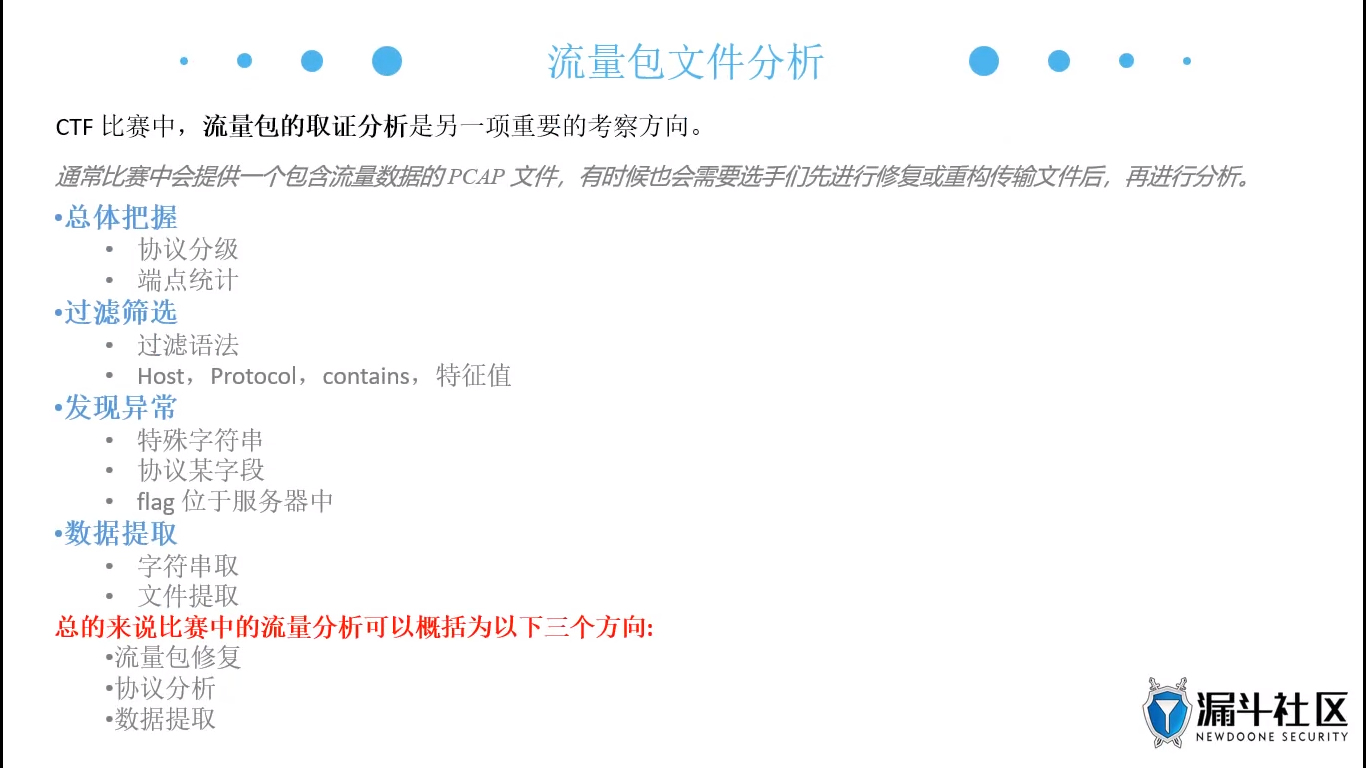 流量包文件分析
CTF 比赛中，流量包的取证分析是另一项重要的考察方向。
通常比赛中会提供一个包含流量数据的 PCAP 文件，有时候也会需要选手们先进行修复或重构传输文件后，再进行分析。
•总体把握
• 协议分级
• 端点统计
•过滤筛选
• 过滤语法
• Host，Protocol，contains，特征值
•发现异常
• 特殊字符串
• 协议某字段
• flag 位于服务器中
•数据提取
• 字符串取
• 文件提取
总的来说比赛中的流量分析可以概括为以下三个方向:
•流量包修复
•协议分析
•数据提取
漏斗社区
NEWDOONE SECURITY